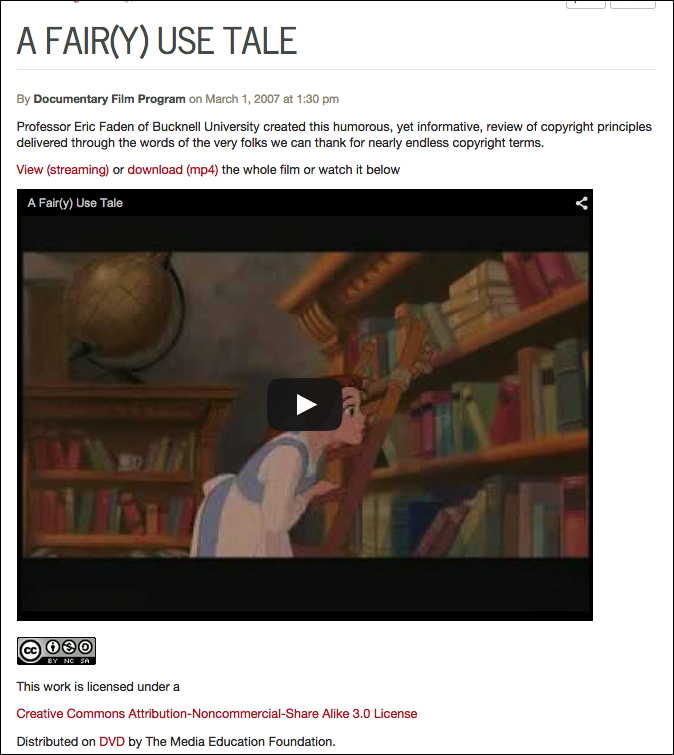 A FAIR(Y) USE TALE
By Documentary Film Program on March 1, 2007 at 1:30 pm
Professor Eric Faden of Bucknell University created this humorous, yet informative, review of copyright principles
delivered through the words of the very folks we can thank for nearly endless copyright terms.
View (streaming) or download (mp4) the whole film or watch it below
A Fair(y) Use Tale
cc
BY NC SA
This work is licensed under a
Creative Commons Attribution-Noncommercial-Share Alike 3.0 License
Distributed on DVD by The Media Education Foundation.